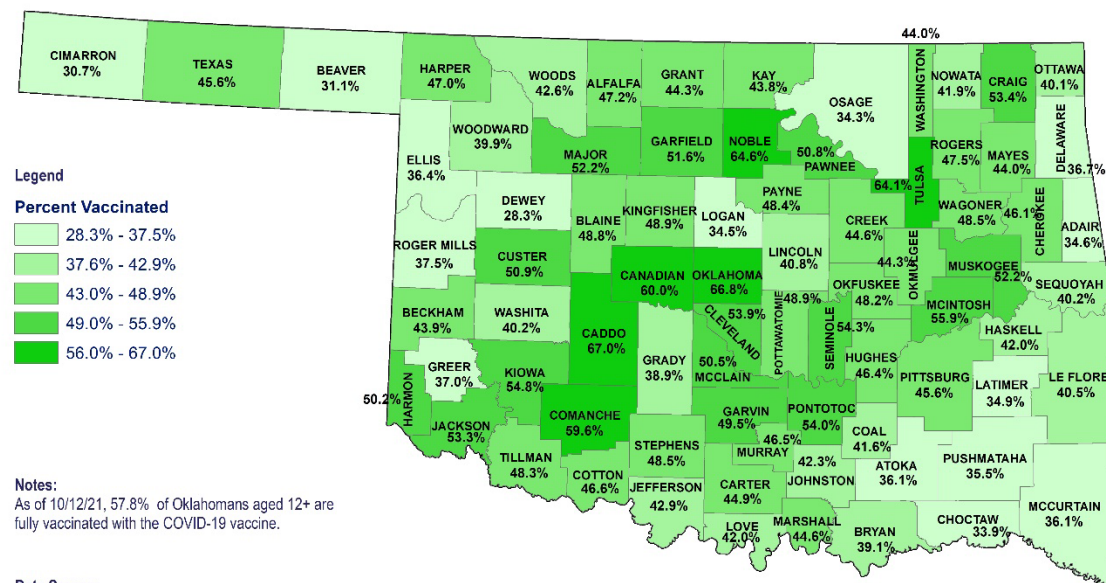 44.0%
CIMARRON
30.7%
TEXAS
45.6%
BEAVER
31.1%
HARPER
47.0%
WOODS
42.6%
ALFALFA
47.2%
GRANT
44.3%
KAY
43.8%
OSAGE
34.3%
WASHINGTON
NOWATA
41.9%
CRAIG
53.4%
OTTAWA
40.1%
WOODWARD
39.9%
ELLIS
36.4%
MAJOR
52.2%
GARFIELD
51.6%
NOBLE
64.6%
50.8%
PAWNEE
ROGERS
47.5%
MAYES
44.0%
DELAWARE
36.7%
Legend
Percent Vaccinated
28.3% - 37.5%
37.6% - 42.9%
43.0% - 48.9%
49.0% - 55.9%
56.0% - 67.0%
DEWEY
28.3%
BLAINE
48.8%
KINGFISHER
48.9%
LOGAN
34.5%
PAYNE
48.4%
64.1%
TULSA
CREEK
44.6%
WAGONER
48.5%
46.1%
CHEROKEE
ADAIR
34.6%
ROGER MILLS
37.5%
CUSTER
50.9%
CANADIAN
60.0%
OKLAHOMA
66.8%
LINCOLN
40.8%
44.3%
OKMULGEE
MUSKOGEE
52.2%
SEQUOYAH
40.2%
BECKHAM
43.9%
WASHITA
40.2%
CADDO
67.0%
GRADY
38.9%
53.9%
CLEVELAND
50.5%
MCCLAIN
48.9%
POTTAWATOMIE
SEMINOLE
54.3%
OKFUSKEE
48.2%
MCINTOSH
55.9%
HASKELL
42.0%
HUGHES
46.4%
PITTSBURG
45.6%
LATIMER
34.9%
LE FLORE
40.5%
GREER
37.0%
KIOWA
54.8%
50.2%
HARMON
JACKSON
53.3%
COMANCHE
59.6%
GARVIN
49.5%
PONTOTOC
54.0%
COAL
41.6%
TILLMAN
48.3%
COTTON
46.6%
STEPHENS
48.5%
46.5%
MURRAY
42.3%
JOHNSTON
ATOKA
36.1%
PUSHMATAHA
35.5%
JEFFERSON
42.9%
CARTER
44.9%
LOVE
42.0%
MARSHALL
44.6%
BRYAN
39.1%
CHOCTAW
33.9%
MCCURTAIN
36.1%
Notes:
As of 10/12/21, 57.8% of Oklahomans aged 12+ are
fully vaccinated with the COVID-19 vaccine.